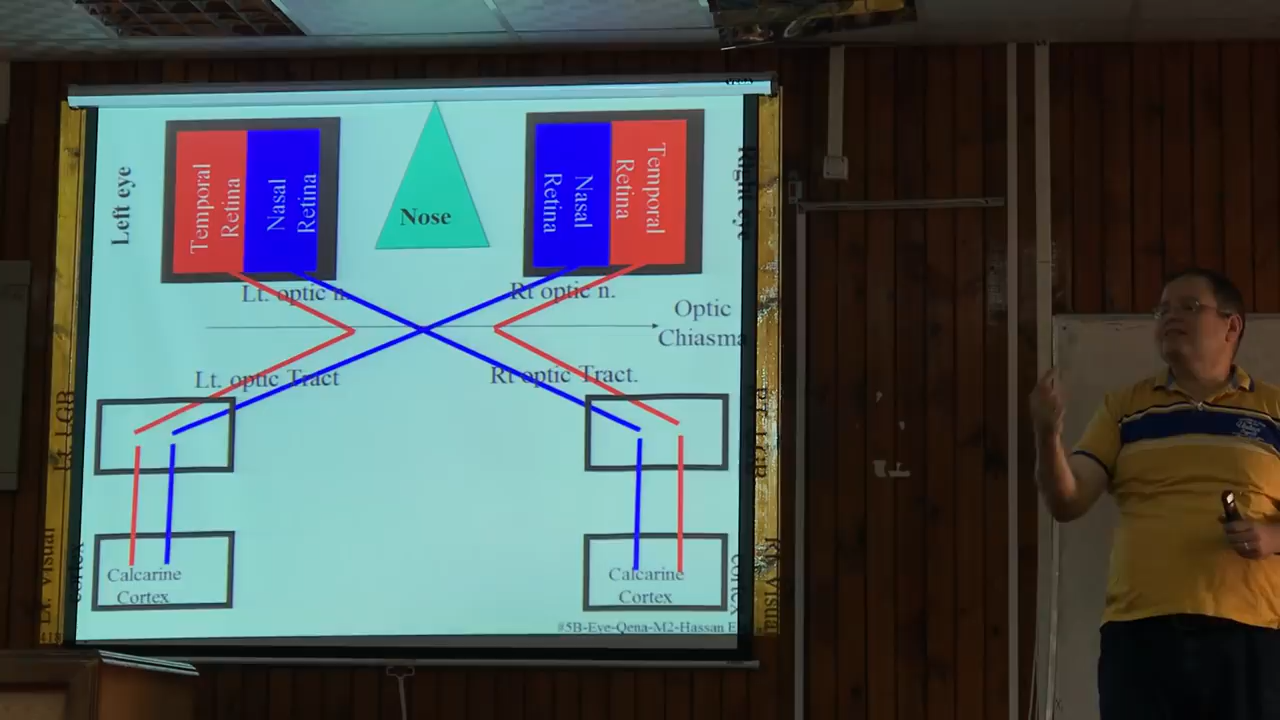 Left eye
Temporal
Retina
Nasal
Retina
Nose
Nasal
Retina
Temporal
Retina
Right eye
Lt. optic n.
Rt optic n.
Optic
Chiasma
Lt. optic Tract
Rt optic Tract.
Lt. LGB
Rt. LGB
Lt. Visual
cortex
Calcarine
Cortex
Calcarine
Cortex
Rt. Visual
cortex
#5B-Eye-Qena-M2-Hassan E